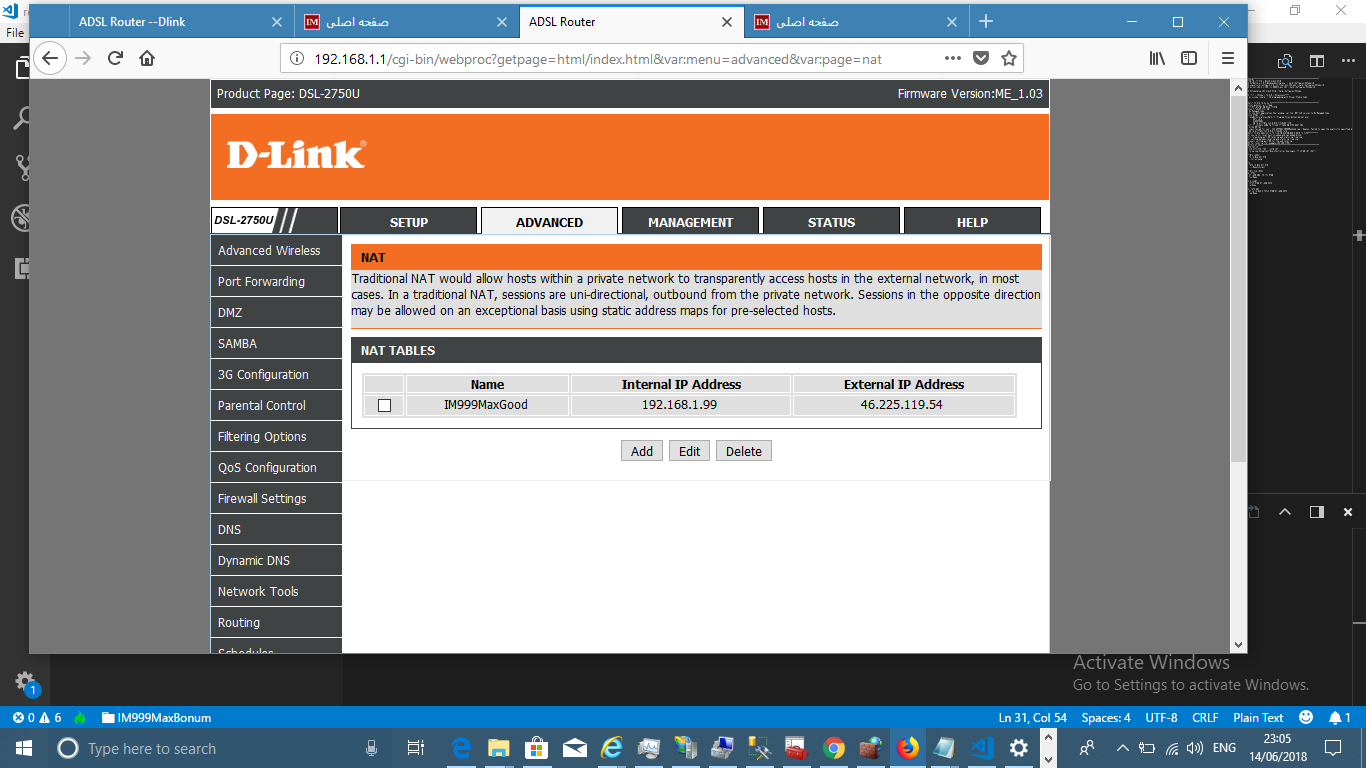 ADSL Router --Dlink
صفحه اصلی
ADSL Router
صفحه اصلی
File
192.168.1.1/cgi-bin/webproc?getpage=html/index.html&var:menu=advanced&var:page=nat
Product Page: DSL-2750U
Firmware Version:ME_1.03
D-Link
DSL-2750U
SETUP
ADVANCED
MANAGEMENT
STATUS
HELP
Advanced Wireless
Port Forwarding
DMZ
SAMBA
3G Configuration
Parental Control
Filtering Options
QoS Configuration
Firewall Settings
DNS
Dynamic DNS
Network Tools
Routing
Schedules
NAT
Traditional NAT would allow hosts within a private network to transparently access hosts in the external network, in most
cases. In a traditional NAT, sessions are uni-directional, outbound from the private network. Sessions in the opposite direction
may be allowed on an exceptional basis using static address maps for pre-selected hosts.
NAT TABLES
Name Internal IP Address External IP Address
IM999MaxGood 192.168.1.99 46.225.119.54
Add Edit Delete
Activate Windows
Go to Settings to activate Windows.
1
0 6 IM999MaxBonum
Ln 31, Col 54 Spaces: 4 UTF-8 CRLF Plain Text 1
Type here to search
ENG
23:05
14/06/2018